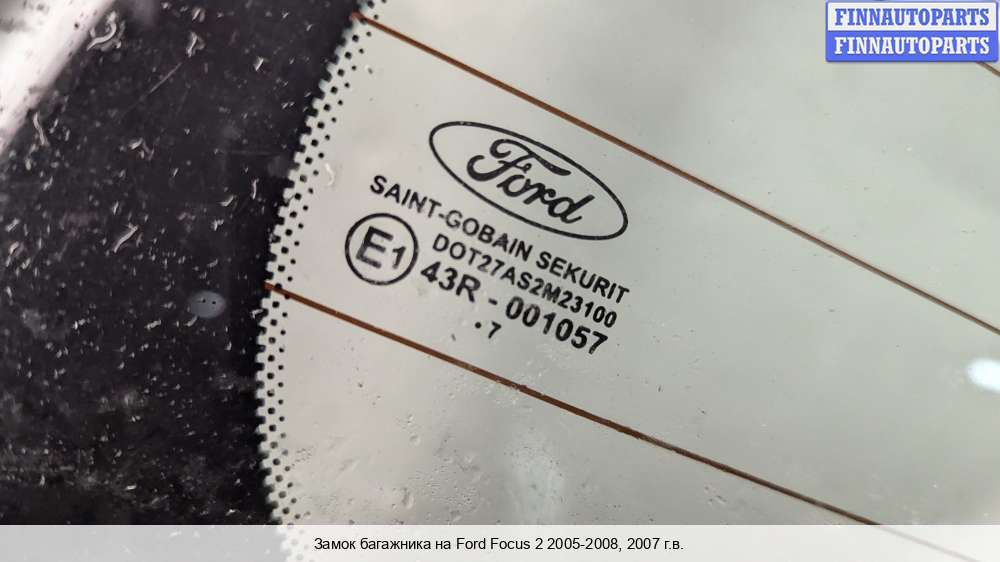 FINNAUTOPARTS
FINNAUTOPARTS
Ford
SAINT-GOBAIN SEKURIT
E1
DOT27AS2M23100
43R - 001057
.7
Замок багажника на Ford Focus 2 2005-2008, 2007 г.в.